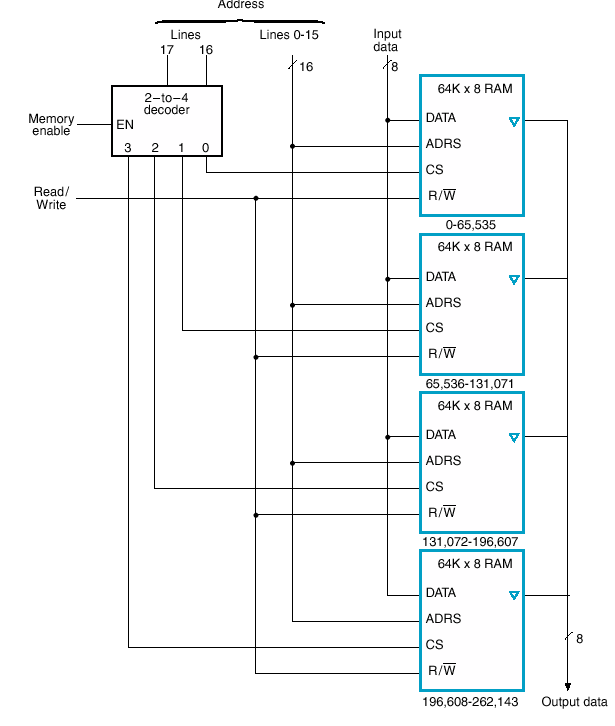 Address
Lines
Lines 0-15
Input
data
17
16
16
8
2-to-4
decoder
Memory
enable
EN
3 2 1 0
Read/
Write
64K x 8 RAM
DATA
ADRS
CS
R/W̅
0-65,535
64K x 8 RAM
DATA
ADRS
CS
R/W̅
65,536-131,071
64K x 8 RAM
DATA
ADRS
CS
R/W̅
131,072-196,607
64K x 8 RAM
DATA
ADRS
CS
R/W̅
196,608-262,143
8
Output data